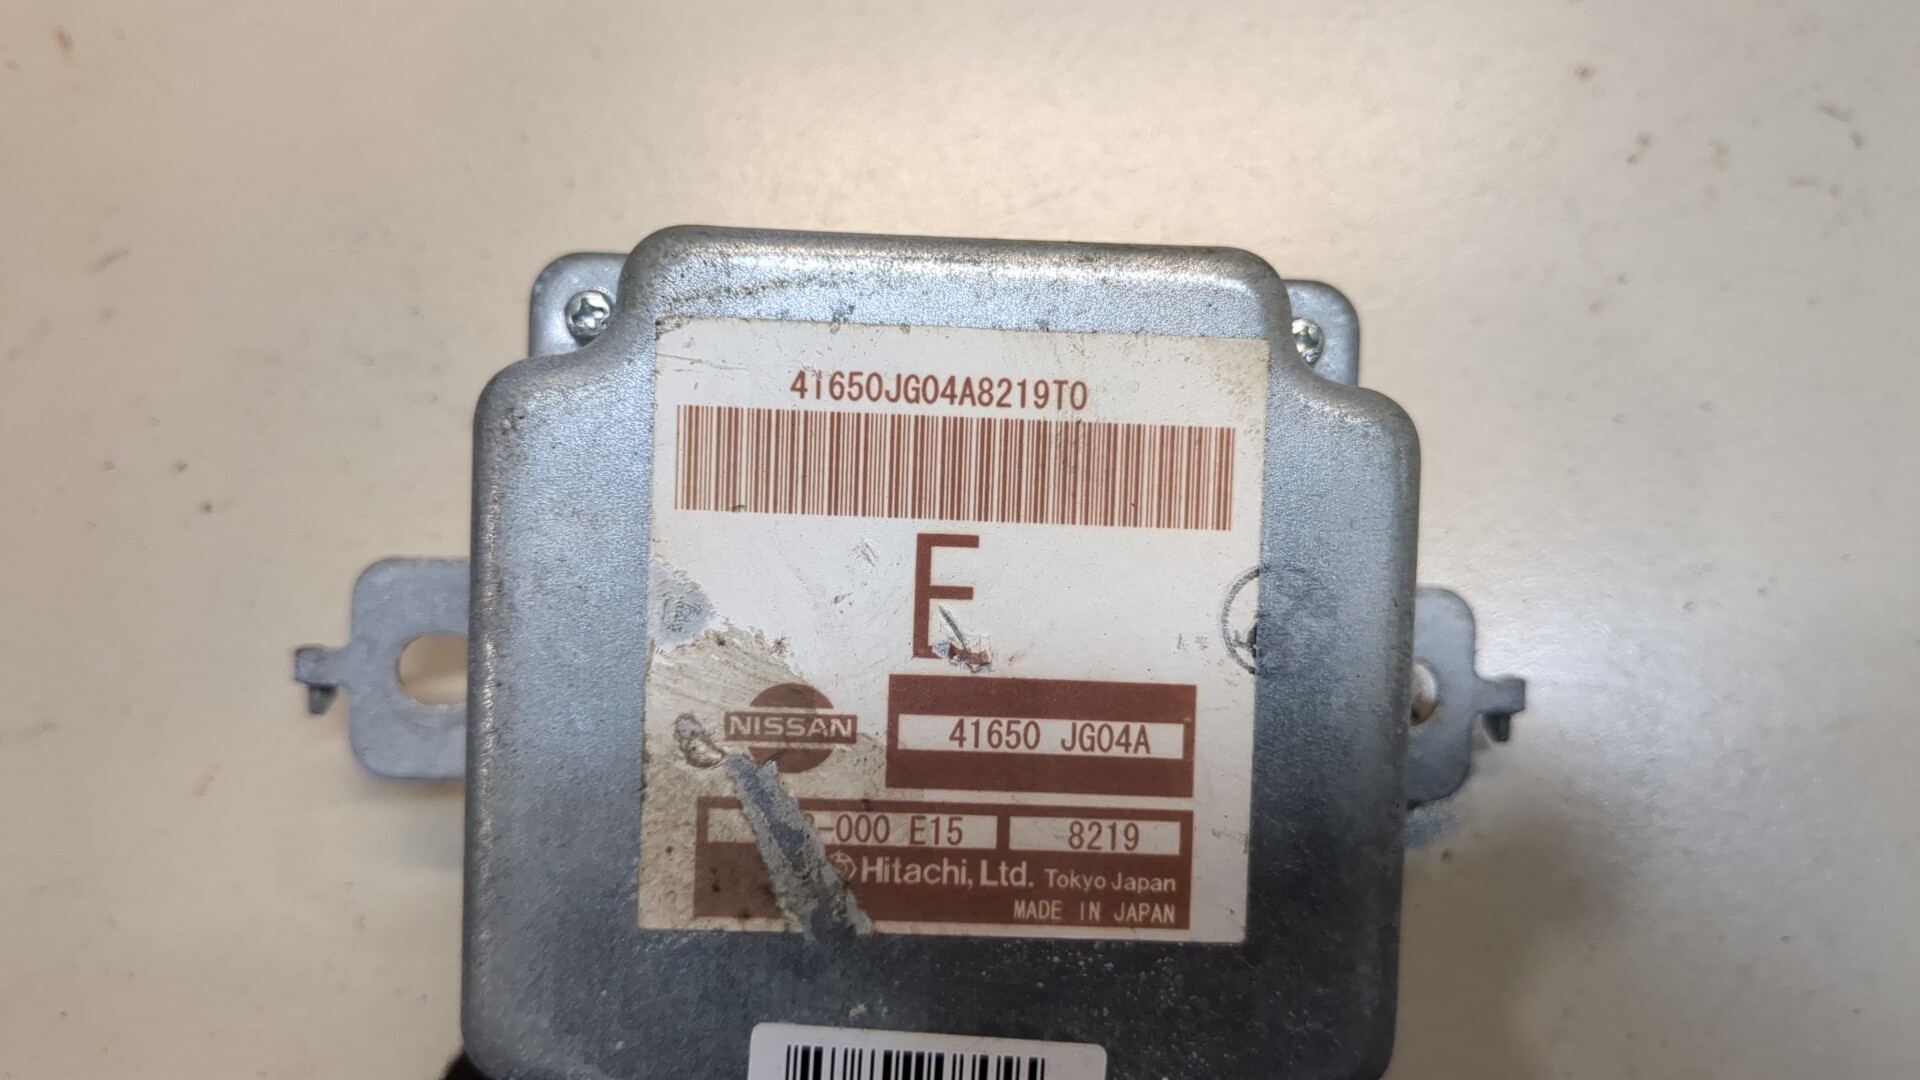 41650JG04A8219T0
E
NISSAN
41650 JG04A
-000 E15
8219
Hitachi, Ltd. Tokyo Japan
MADE IN JAPAN